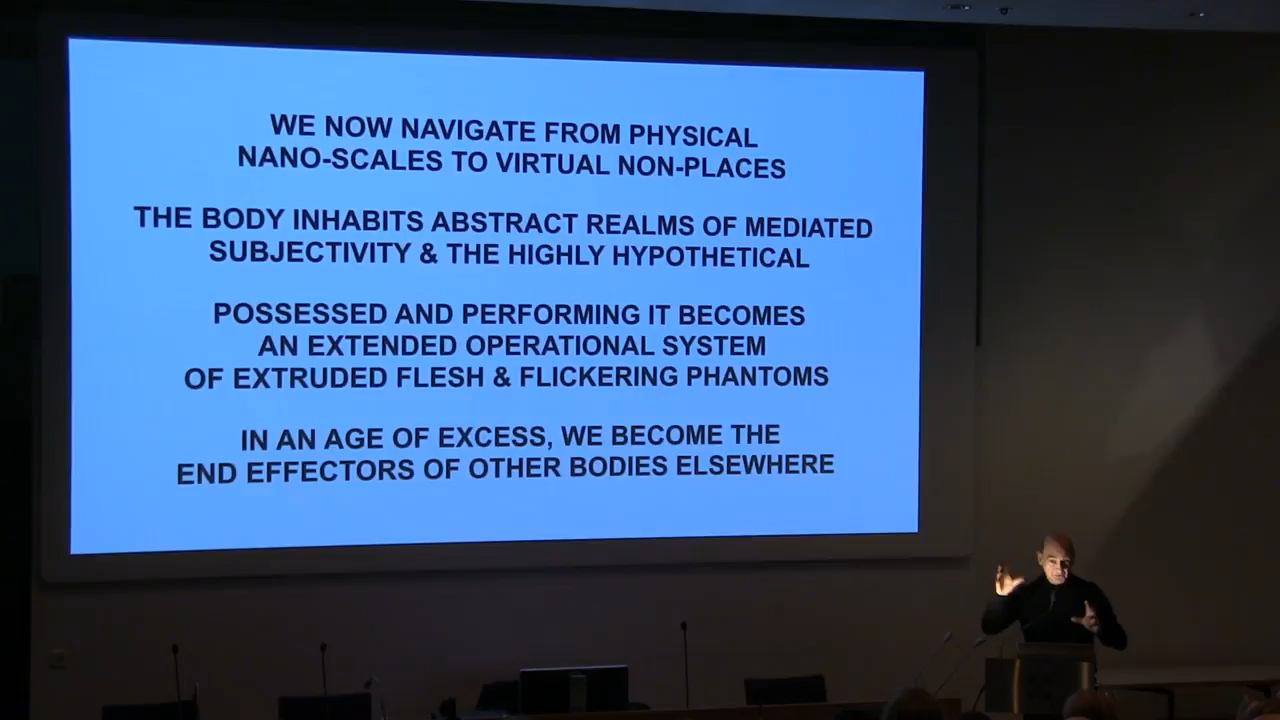 WE NOW NAVIGATE FROM PHYSICAL
NANO-SCALES TO VIRTUAL NON-PLACES
THE BODY INHABITS ABSTRACT REALMS OF MEDIATED
SUBJECTIVITY & THE HIGHLY HYPOTHETICAL
POSSESSED AND PERFORMING IT BECOMES
AN EXTENDED OPERATIONAL SYSTEM
OF EXTRUDED FLESH & FLICKERING PHANTOMS
IN AN AGE OF EXCESS, WE BECOME THE
END EFFECTORS OF OTHER BODIES ELSEWHERE